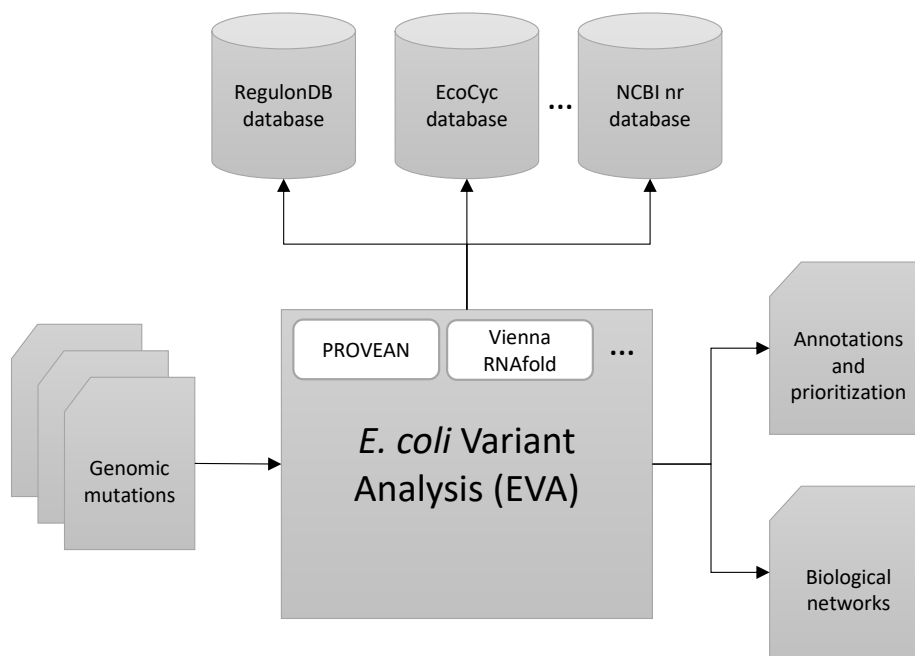 RegulonDB
database
EcoCyc
database
...
NCBI nr
database
PROVEAN
Vienna
RNAfold
...
E. coli Variant
Analysis (EVA)
Genomic
mutations
Annotations
and
prioritization
Biological
networks